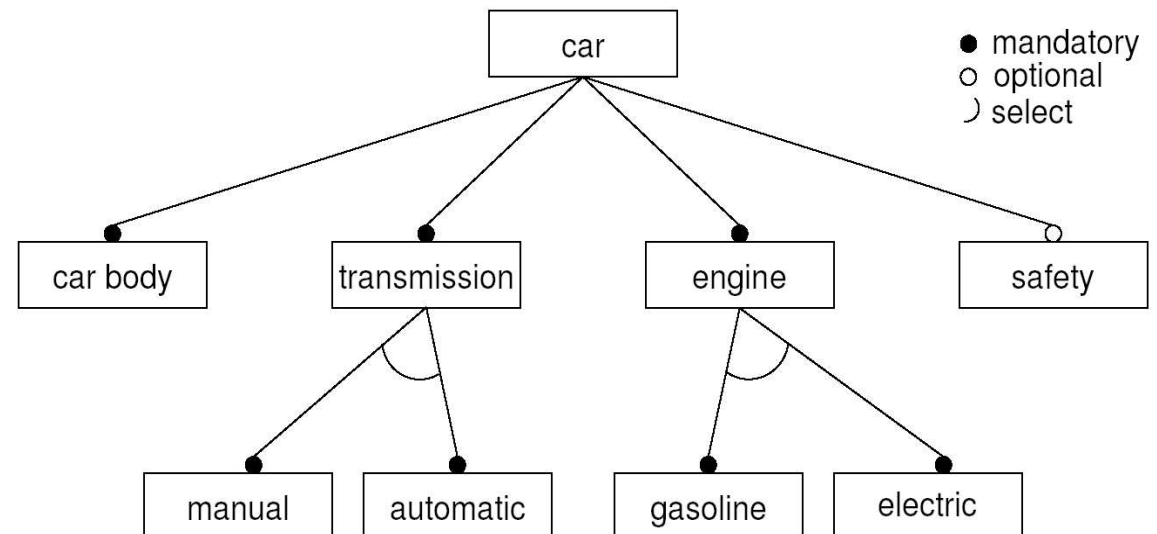 car
mandatory
optional
select
car body
transmission
engine
safety
manual
automatic
gasoline
electric